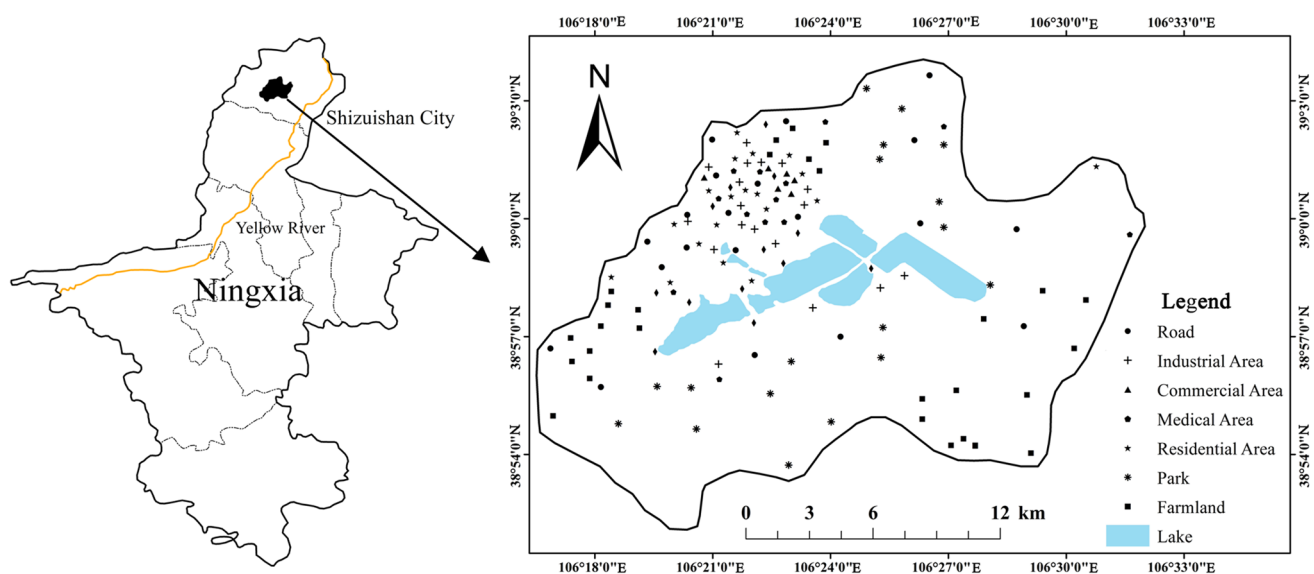 Shizuishan City
Yellow River
Ningxia
106°18'0"E 106°21'0"E 106°24'0"E 106°27'0"E 106°30'0"E 106°33'0"E
N
39°3'0"N 39°3'0"N
39°0'0"N 39°0'0"N
38°57'0"N 38°57'0"N
38°54'0"N 38°54'0"N
Legend
Road
Industrial Area
Commercial Area
Medical Area
Residential Area
Park
Farmland
Lake
0 3 6 12 km
106°18'0"E 106°21'0"E 106°24'0"E 106°27'0"E 106°30'0"E 106°33'0"E